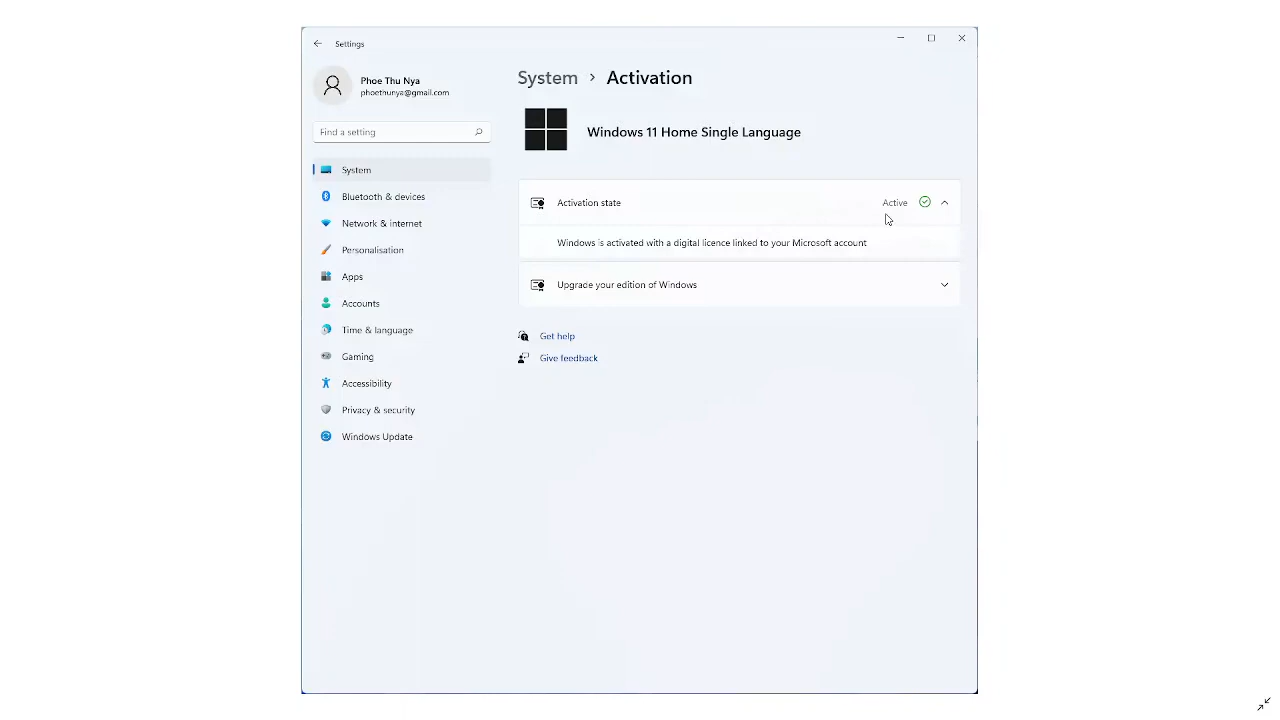 Settings
Phoe Thu Nya
phoethunya@gmail.com
Find a setting
System
Bluetooth & devices
Network & internet
Personalisation
Apps
Accounts
Time & language
Gaming
Accessibility
Privacy & security
Windows Update
System > Activation
Windows 11 Home Single Language
Activation state Active
Windows is activated with a digital licence linked to your Microsoft account
Upgrade your edition of Windows
Get help
Give feedback